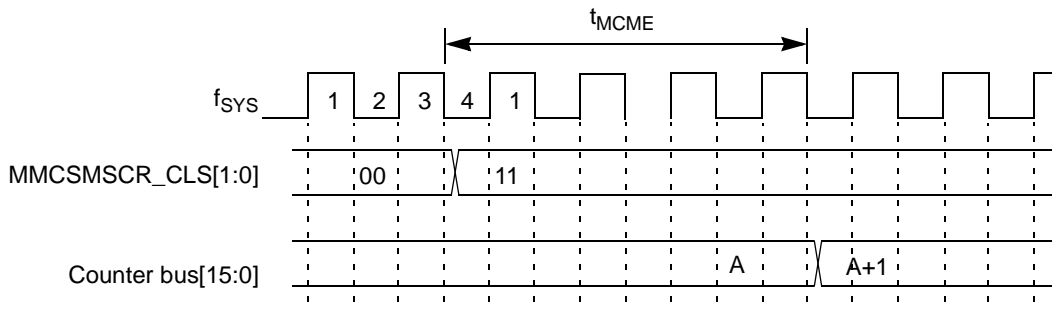 tMCME
fSYS 1 2 3 4 1
MMCSMSCR_CLS[1:0] 00 11
Counter bus[15:0] A A+1